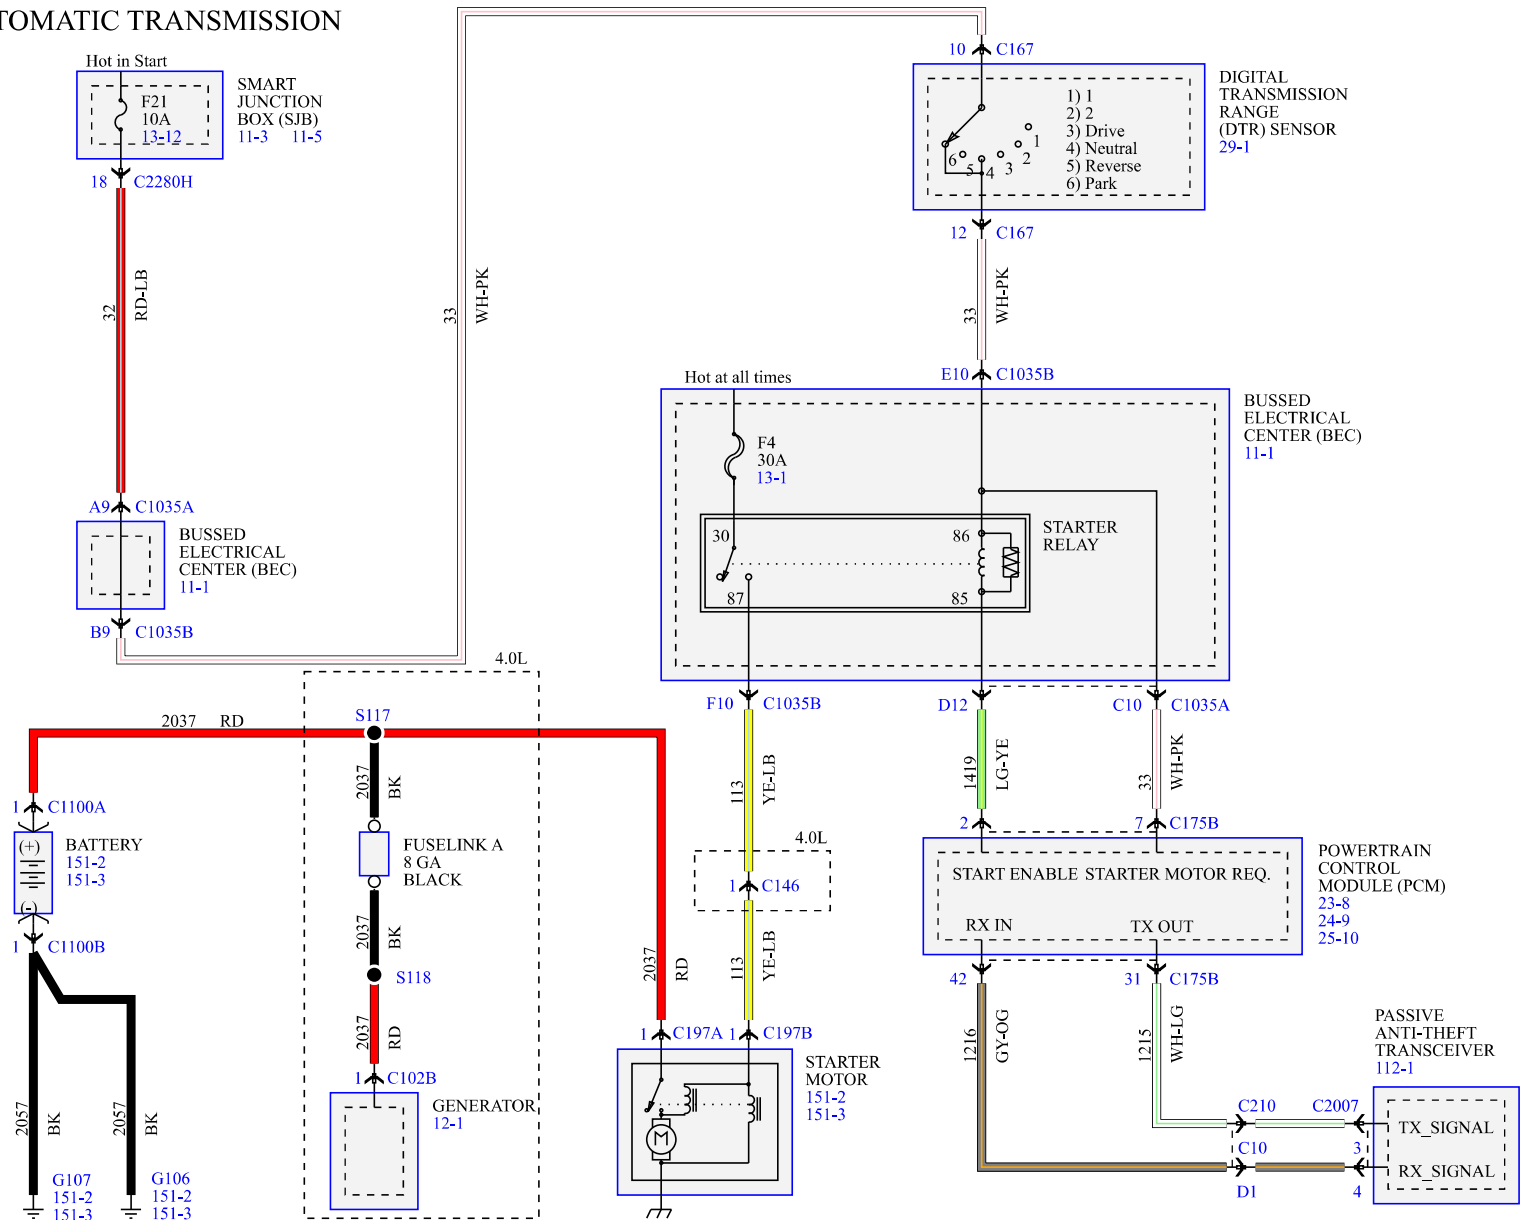 TOMATIC TRANSMISSION
Hot in Start
F21
10A
13-12
SMART
JUNCTION
BOX (SJB)
11-3 11-5
18 C2280H
32
RD-LB
A9 C1035A
BUSSED
ELECTRICAL
CENTER (BEC)
11-1
B9 C1035B
33
WH-PK
10 C167
DIGITAL
TRANSMISSION
RANGE
(DTR) SENSOR
29-1
1) 1
2) 2
3) Drive
4) Neutral
5) Reverse
6) Park
1
2
3
4
5
6
12 C167
33
WH-PK
E10 C1035B
Hot at all times
F4
30A
13-1
BUSSED
ELECTRICAL
CENTER (BEC)
11-1
STARTER
RELAY
30
86
87
85
F10 C1035B
D12
C10 C1035A
113
YE-LB
1419
LG-YE
33
WH-PK
4.0L
1 C146
113
YE-LB
2
7 C175B
START ENABLE STARTER MOTOR REQ.
RX IN
TX OUT
POWERTRAIN
CONTROL
MODULE (PCM)
23-8
24-9
25-10
42
31 C175B
1216
GY-OG
1215
WH-LG
PASSIVE
ANTI-THEFT
TRANSCEIVER
112-1
C210
C2007
C10
3
D1
4
TX_SIGNAL
RX_SIGNAL
4.0L
2037 RD
S117
1 C1100A
BATTERY
151-2
151-3
(+)
(-)
1 C1100B
2057
BK
2057
BK
G107
151-2
151-3
G106
151-2
151-3
2037
BK
FUSELINK A
8 GA
BLACK
2037
BK
S118
2037
RD
1 C102B
GENERATOR
12-1
2037
RD
1 C197A
1 C197B
M
STARTER
MOTOR
151-2
151-3